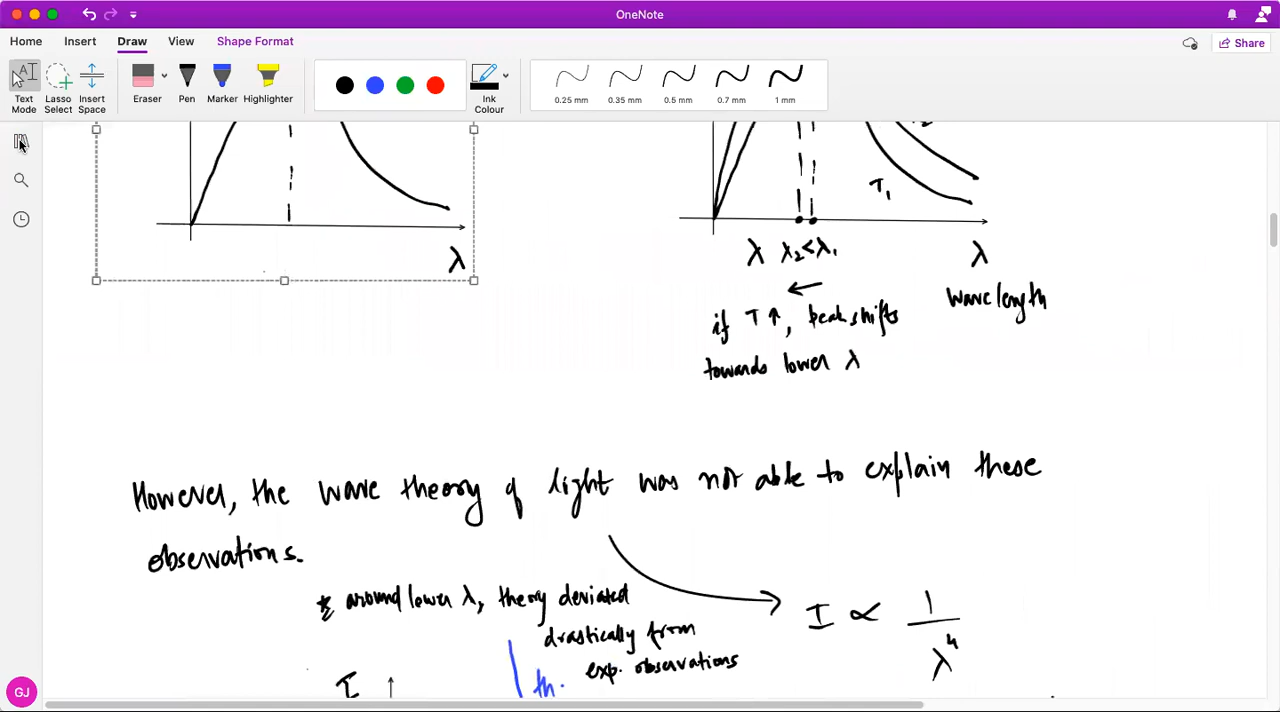 OneNote
Home Insert Draw View Shape Format
Share
Text Mode
Lasso Select
Insert Space
Eraser
Pen
Marker
Highlighter
Ink Colour
0.25 mm
0.35 mm
0.5 mm
0.7 mm
1 mm
T₁
λ
λ λ₂<λ₁
λ
wavelength
if T↑, peak shifts
towards lower λ
However, the wave theory of light was not able to explain these
observations.
* around lower λ, theory deviated
drastically from
exp. observations
I ∝ 1/λ⁴
I
th.
GJ